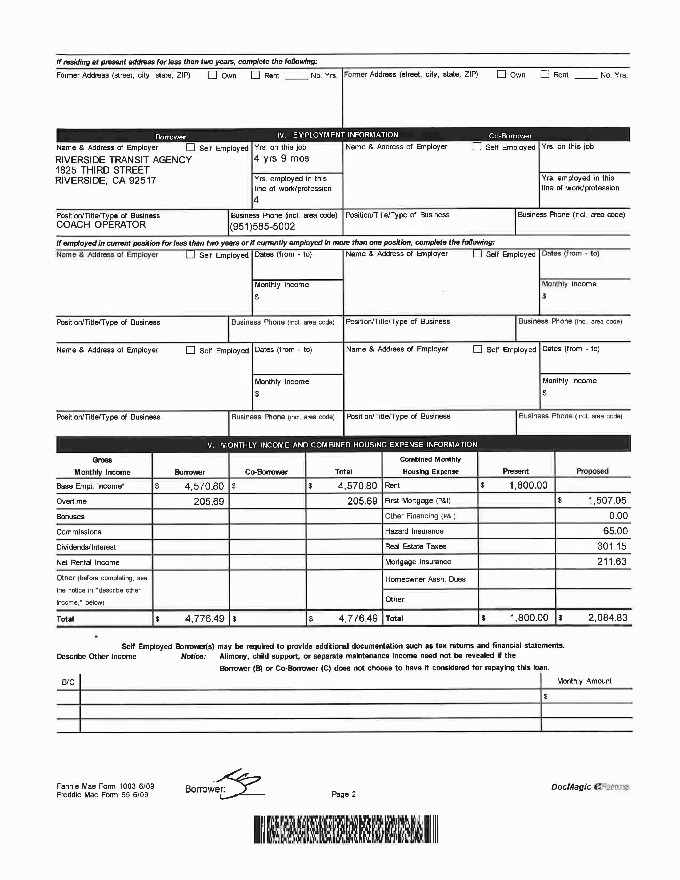 If residing at present address for less than two years, complete the following:
Former Address (street, city, state, ZIP) Own Rent No. Yrs. Former Address (street, city, state, ZIP) Own Rent No. Yrs.
Borrower IV. EMPLOYMENT INFORMATION Co-Borrower
Name & Address of Employer Self Employed Yrs. on this job Name & Address of Employer Self Employed Yrs. on this job
RIVERSIDE TRANSIT AGENCY 4 yrs 9 mos
1825 THIRD STREET
RIVERSIDE, CA 92517
Yrs. employed in this Yrs. employed in this
line of work/profession line of work/profession
4
Position/Title/Type of Business Business Phone (incl. area code) Position/Title/Type of Business Business Phone (incl. area code)
COACH OPERATOR (951)585-5002
If employed in current position for less than two years or if currently employed in more than one position, complete the following:
Name & Address of Employer Self Employed Dates (from - to) Name & Address of Employer Self Employed Dates (from - to)
Monthly Income Monthly Income
$ $
Position/Title/Type of Business Business Phone (incl. area code) Position/Title/Type of Business Business Phone (incl. area code)
Name & Address of Employer Self Employed Dates (from - to) Name & Address of Employer Self Employed Dates (from - to)
Monthly Income Monthly Income
$ $
Position/Title/Type of Business Business Phone (incl. area code) Position/Title/Type of Business Business Phone (incl. area code)
V. MONTHLY INCOME AND COMBINED HOUSING EXPENSE INFORMATION
Gross Combined Monthly
Monthly Income Borrower Co-Borrower Total Housing Expense Present Proposed
Base Empl. Income* $ 4,570.80 $ $ 4,570.80 Rent $ 1,800.00
Overtime 205.69 205.69 First Mortgage (P&I) $ 1,507.05
Bonuses Other Financing (P&I) 0.00
Commissions Hazard Insurance 65.00
Dividends/Interest Real Estate Taxes 301.15
Net Rental Income Mortgage Insurance 211.63
Other (before completing, see Homeowner Assn. Dues
the notice in "describe other
income," below) Other:
Total $ 4,776.49 $ $ 4,776.49 Total $ 1,800.00 $ 2,084.83
*
Self Employed Borrower(s) may be required to provide additional documentation such as tax returns and financial statements.
Describe Other Income Notice: Alimony, child support, or separate maintenance income need not be revealed if the
Borrower (B) or Co-Borrower (C) does not choose to have it considered for repaying this loan.
B/C Monthly Amount
$
Fannie Mae Form 1003 6/09 Borrower: Page 2 DocMagic eForms
Freddie Mac Form 65 6/09